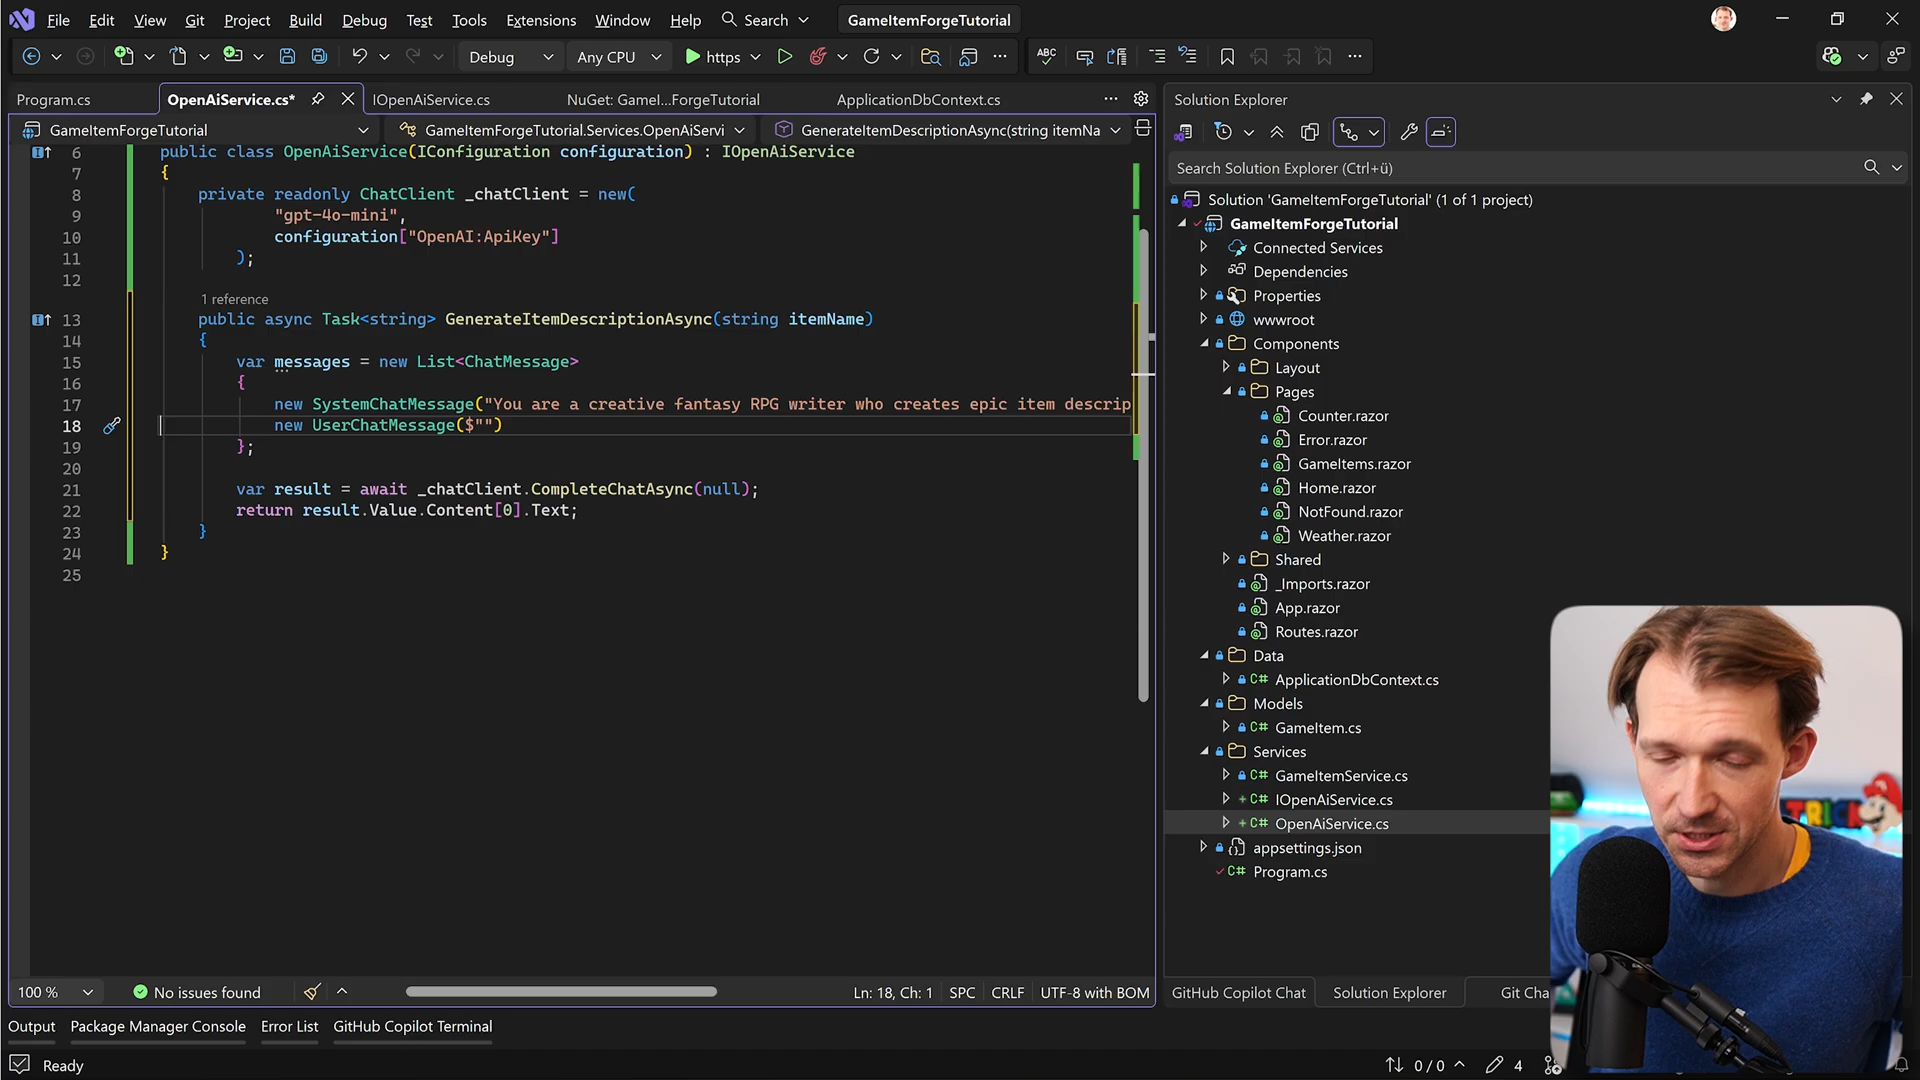 File Edit View Git Project Build Debug Test Tools Extensions Window Help Search GameItemForgeTutorial
Debug Any CPU https
Program.cs OpenAiService.cs* IOpenAiService.cs NuGet: GameI...ForgeTutorial ApplicationDbContext.cs
GameItemForgeTutorial GameItemForgeTutorial.Services.OpenAiServi GenerateItemDescriptionAsync(string itemNa
6 public class OpenAiService(IConfiguration configuration) : IOpenAiService
7 {
8 private readonly ChatClient _chatClient = new(
9 "gpt-4o-mini",
10 configuration["OpenAI:ApiKey"]
11 );
12
1 reference
13 public async Task<string> GenerateItemDescriptionAsync(string itemName)
14 {
15 var messages = new List<ChatMessage>
16 {
17 new SystemChatMessage("You are a creative fantasy RPG writer who creates epic item descrip
18 new UserChatMessage($"")
19 };
20
21 var result = await _chatClient.CompleteChatAsync(null);
22 return result.Value.Content[0].Text;
23 }
24 }
25
100 % No issues found Ln: 18, Ch: 1 SPC CRLF UTF-8 with BOM
Output Package Manager Console Error List GitHub Copilot Terminal
Ready 0 / 0 4
Solution Explorer
Search Solution Explorer (Ctrl+ü)
Solution 'GameItemForgeTutorial' (1 of 1 project)
GameItemForgeTutorial
Connected Services
Dependencies
Properties
wwwroot
Components
Layout
Pages
Counter.razor
Error.razor
GameItems.razor
Home.razor
NotFound.razor
Weather.razor
Shared
_Imports.razor
App.razor
Routes.razor
Data
C# ApplicationDbContext.cs
Models
C# GameItem.cs
Services
C# GameItemService.cs
C# IOpenAiService.cs
C# OpenAiService.cs
appsettings.json
C# Program.cs
GitHub Copilot Chat Solution Explorer Git Cha
TRICK